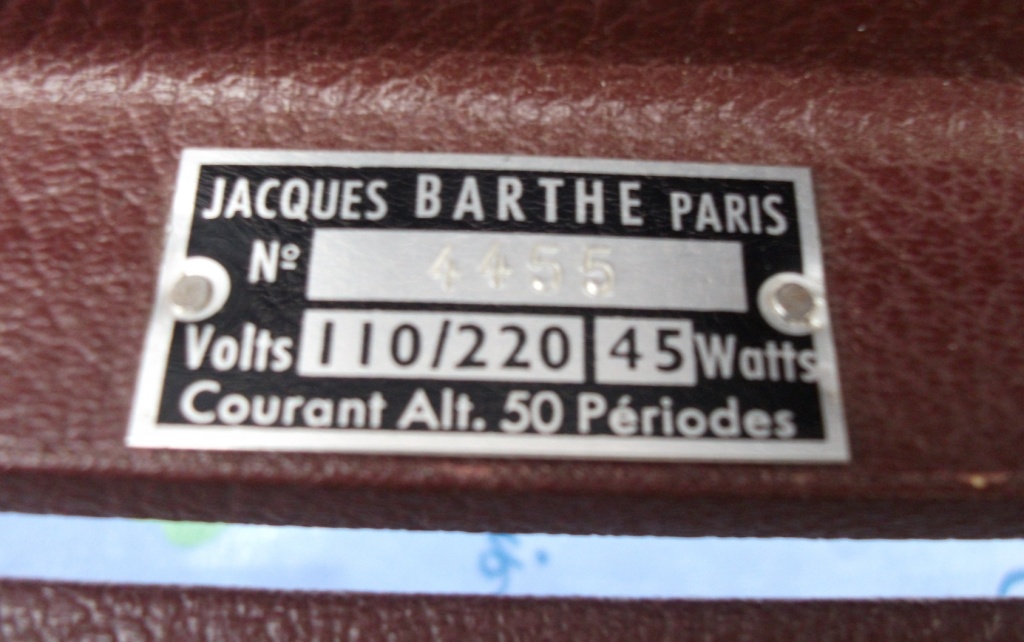 JACQUES BARTHE PARIS
Nº 4455
Volts 110/220 45 Watts
Courant Alt. 50 Périodes